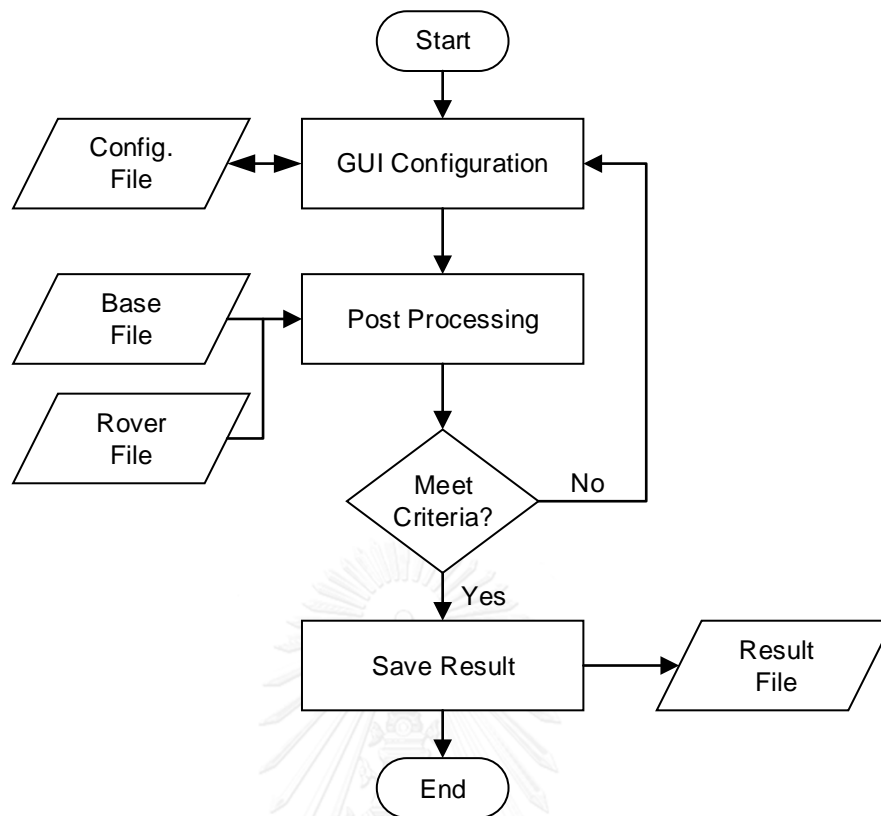 Start
Config.
File
GUI Configuration
Base
File
Post Processing
Rover
File
Meet
Criteria?
No
Yes
Save Result
Result
File
End